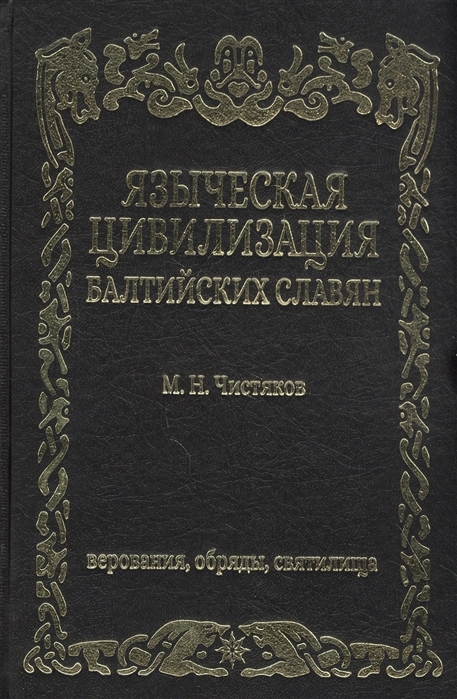 ЯЗЫЧЕСКАЯ
ЦИВИЛИЗАЦИЯ
БАЛТИЙСКИХ СЛАВЯН
М. Н. Чистяков
верования, обряды, святилища